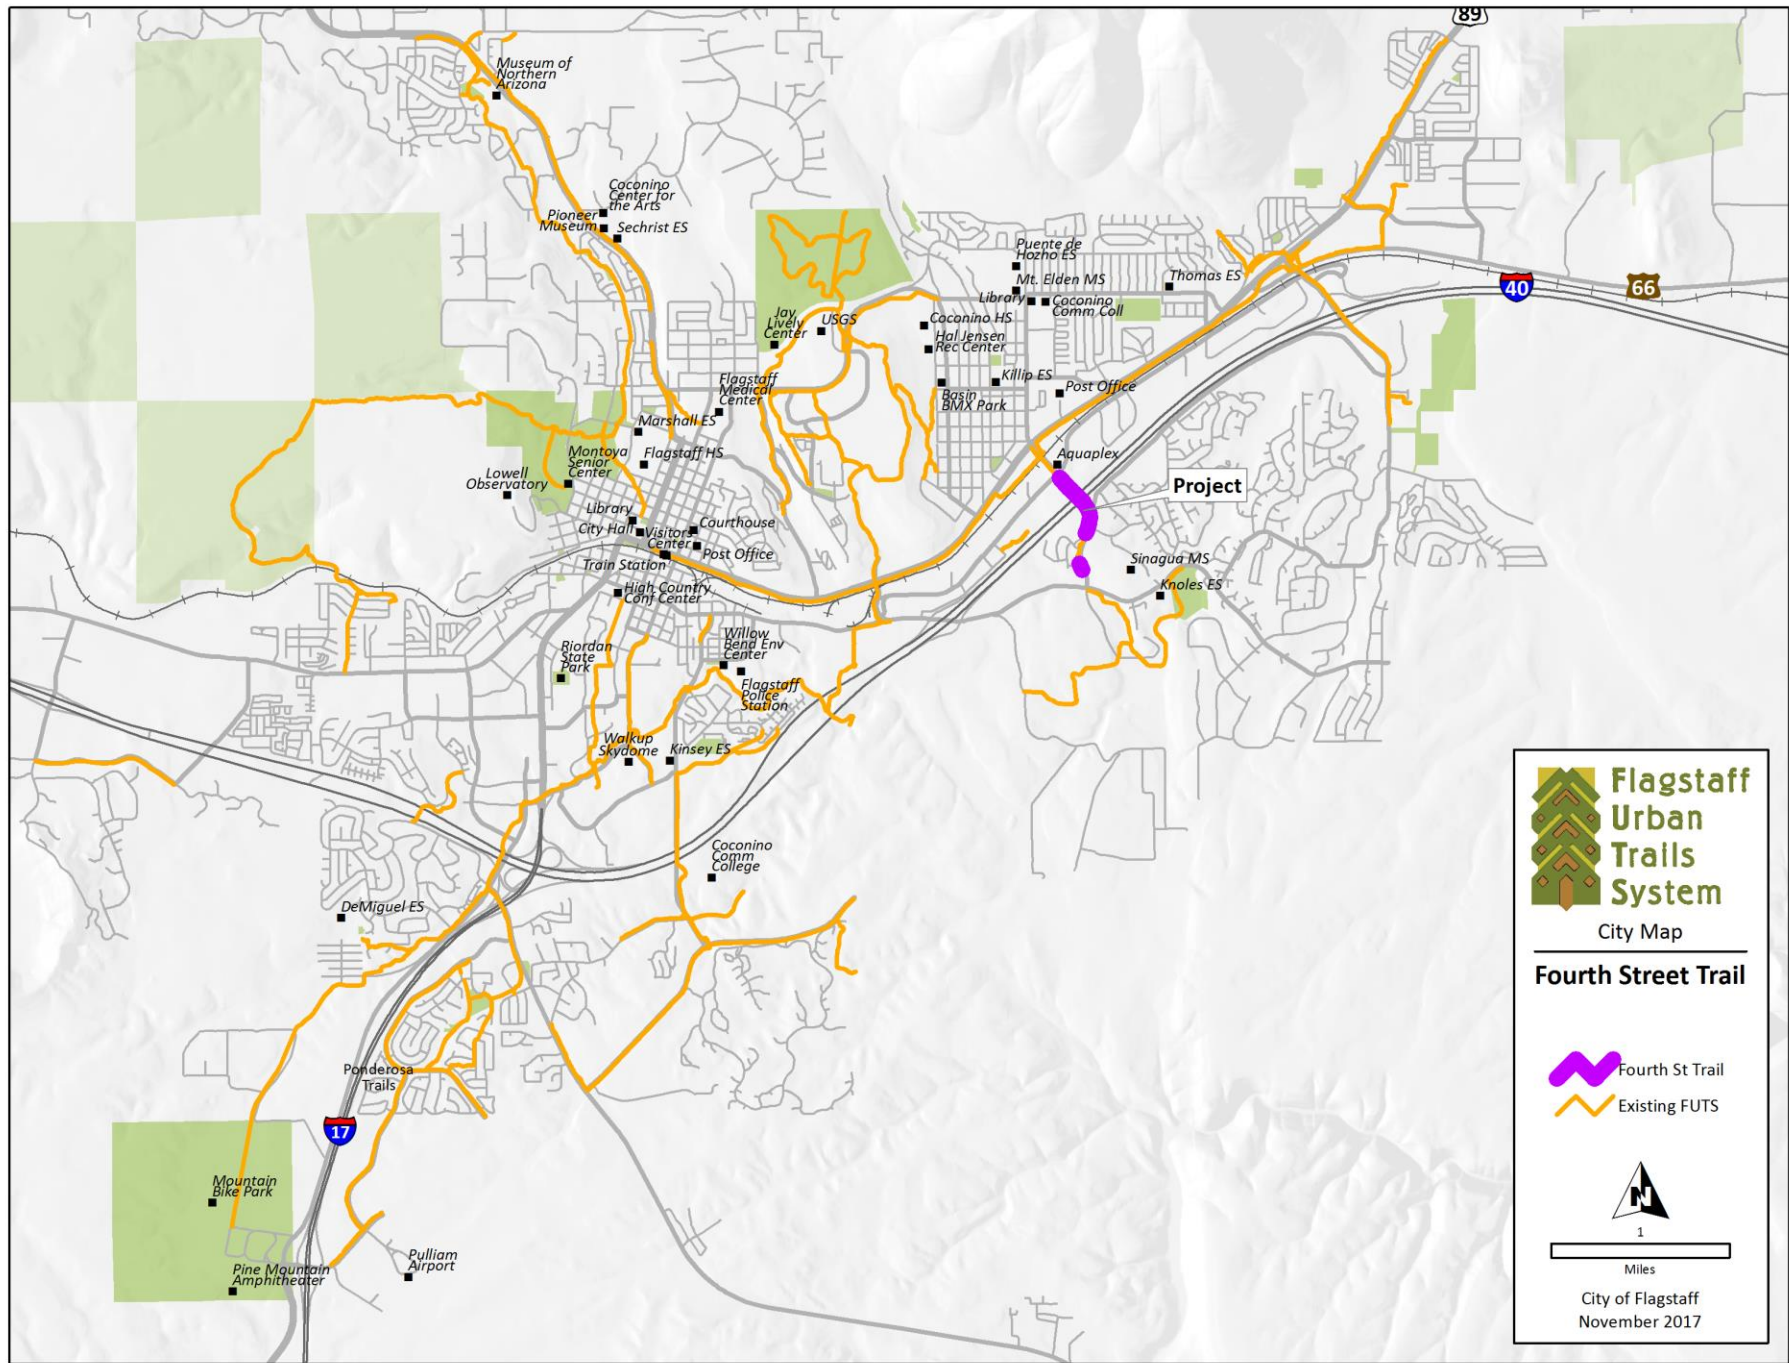 89
Museum of
Northern
Arizona
Coconino
Center for
the Arts
Pioneer
Museum
Sechrist ES
Puente de
Hozho ES
Mt. Elden MS
Thomas ES
Library
Coconino
Comm Coll
40
66
Jay
Lively
Center
USGS
Coconino HS
Hal Jensen
Rec Center
Flagstaff
Medical
Center
Killip ES
Post Office
Basin
BMX Park
Marshall ES
Montoya
Senior
Center
Flagstaff HS
Lowell
Observatory
Aquaplex
Project
Library
City Hall
Visitors
Center
Courthouse
Post Office
Train Station
Sinagua MS
Knoles ES
High Country
Conf Center
Riordan
State
Park
Willow
Bend Env
Center
Flagstaff
Police
Station
Walkup
Skydome
Kinsey ES
Coconino
Comm
College
DeMiguel ES
Ponderosa
Trails
17
Mountain
Bike Park
Pine Mountain
Amphitheater
Pulliam
Airport
Flagstaff
Urban
Trails
System
City Map
Fourth Street Trail
Fourth St Trail
Existing FUTS
N
1
Miles
City of Flagstaff
November 2017